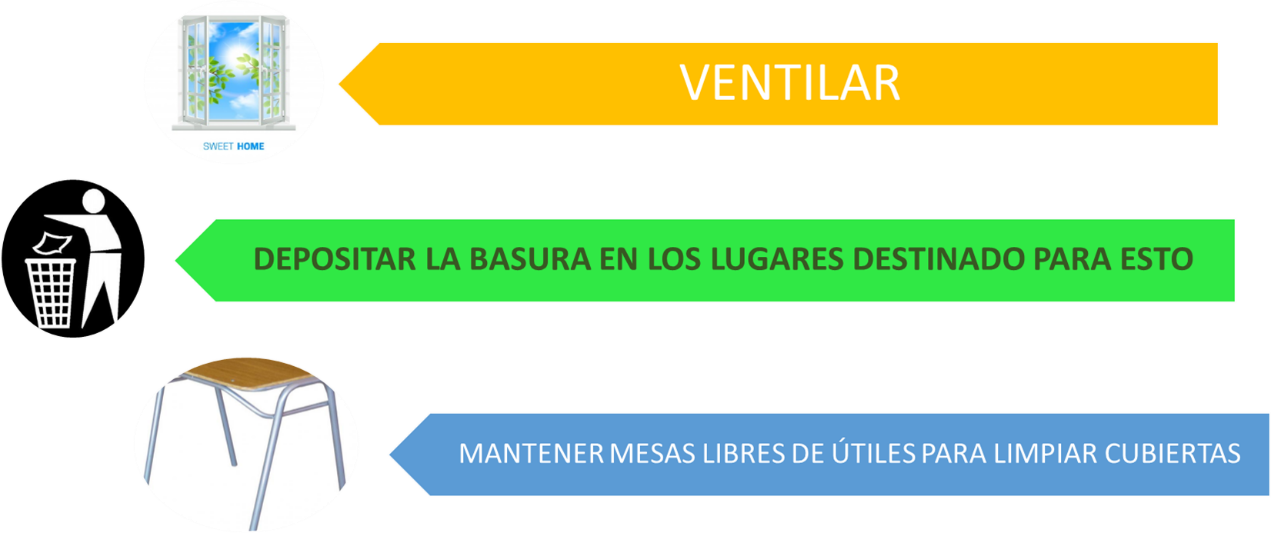 VENTILAR
SWEET HOME
DEPOSITAR LA BASURA EN LOS LUGARES DESTINADO PARA ESTO
MANTENER MESAS LIBRES DE ÚTILES PARA LIMPIAR CUBIERTAS